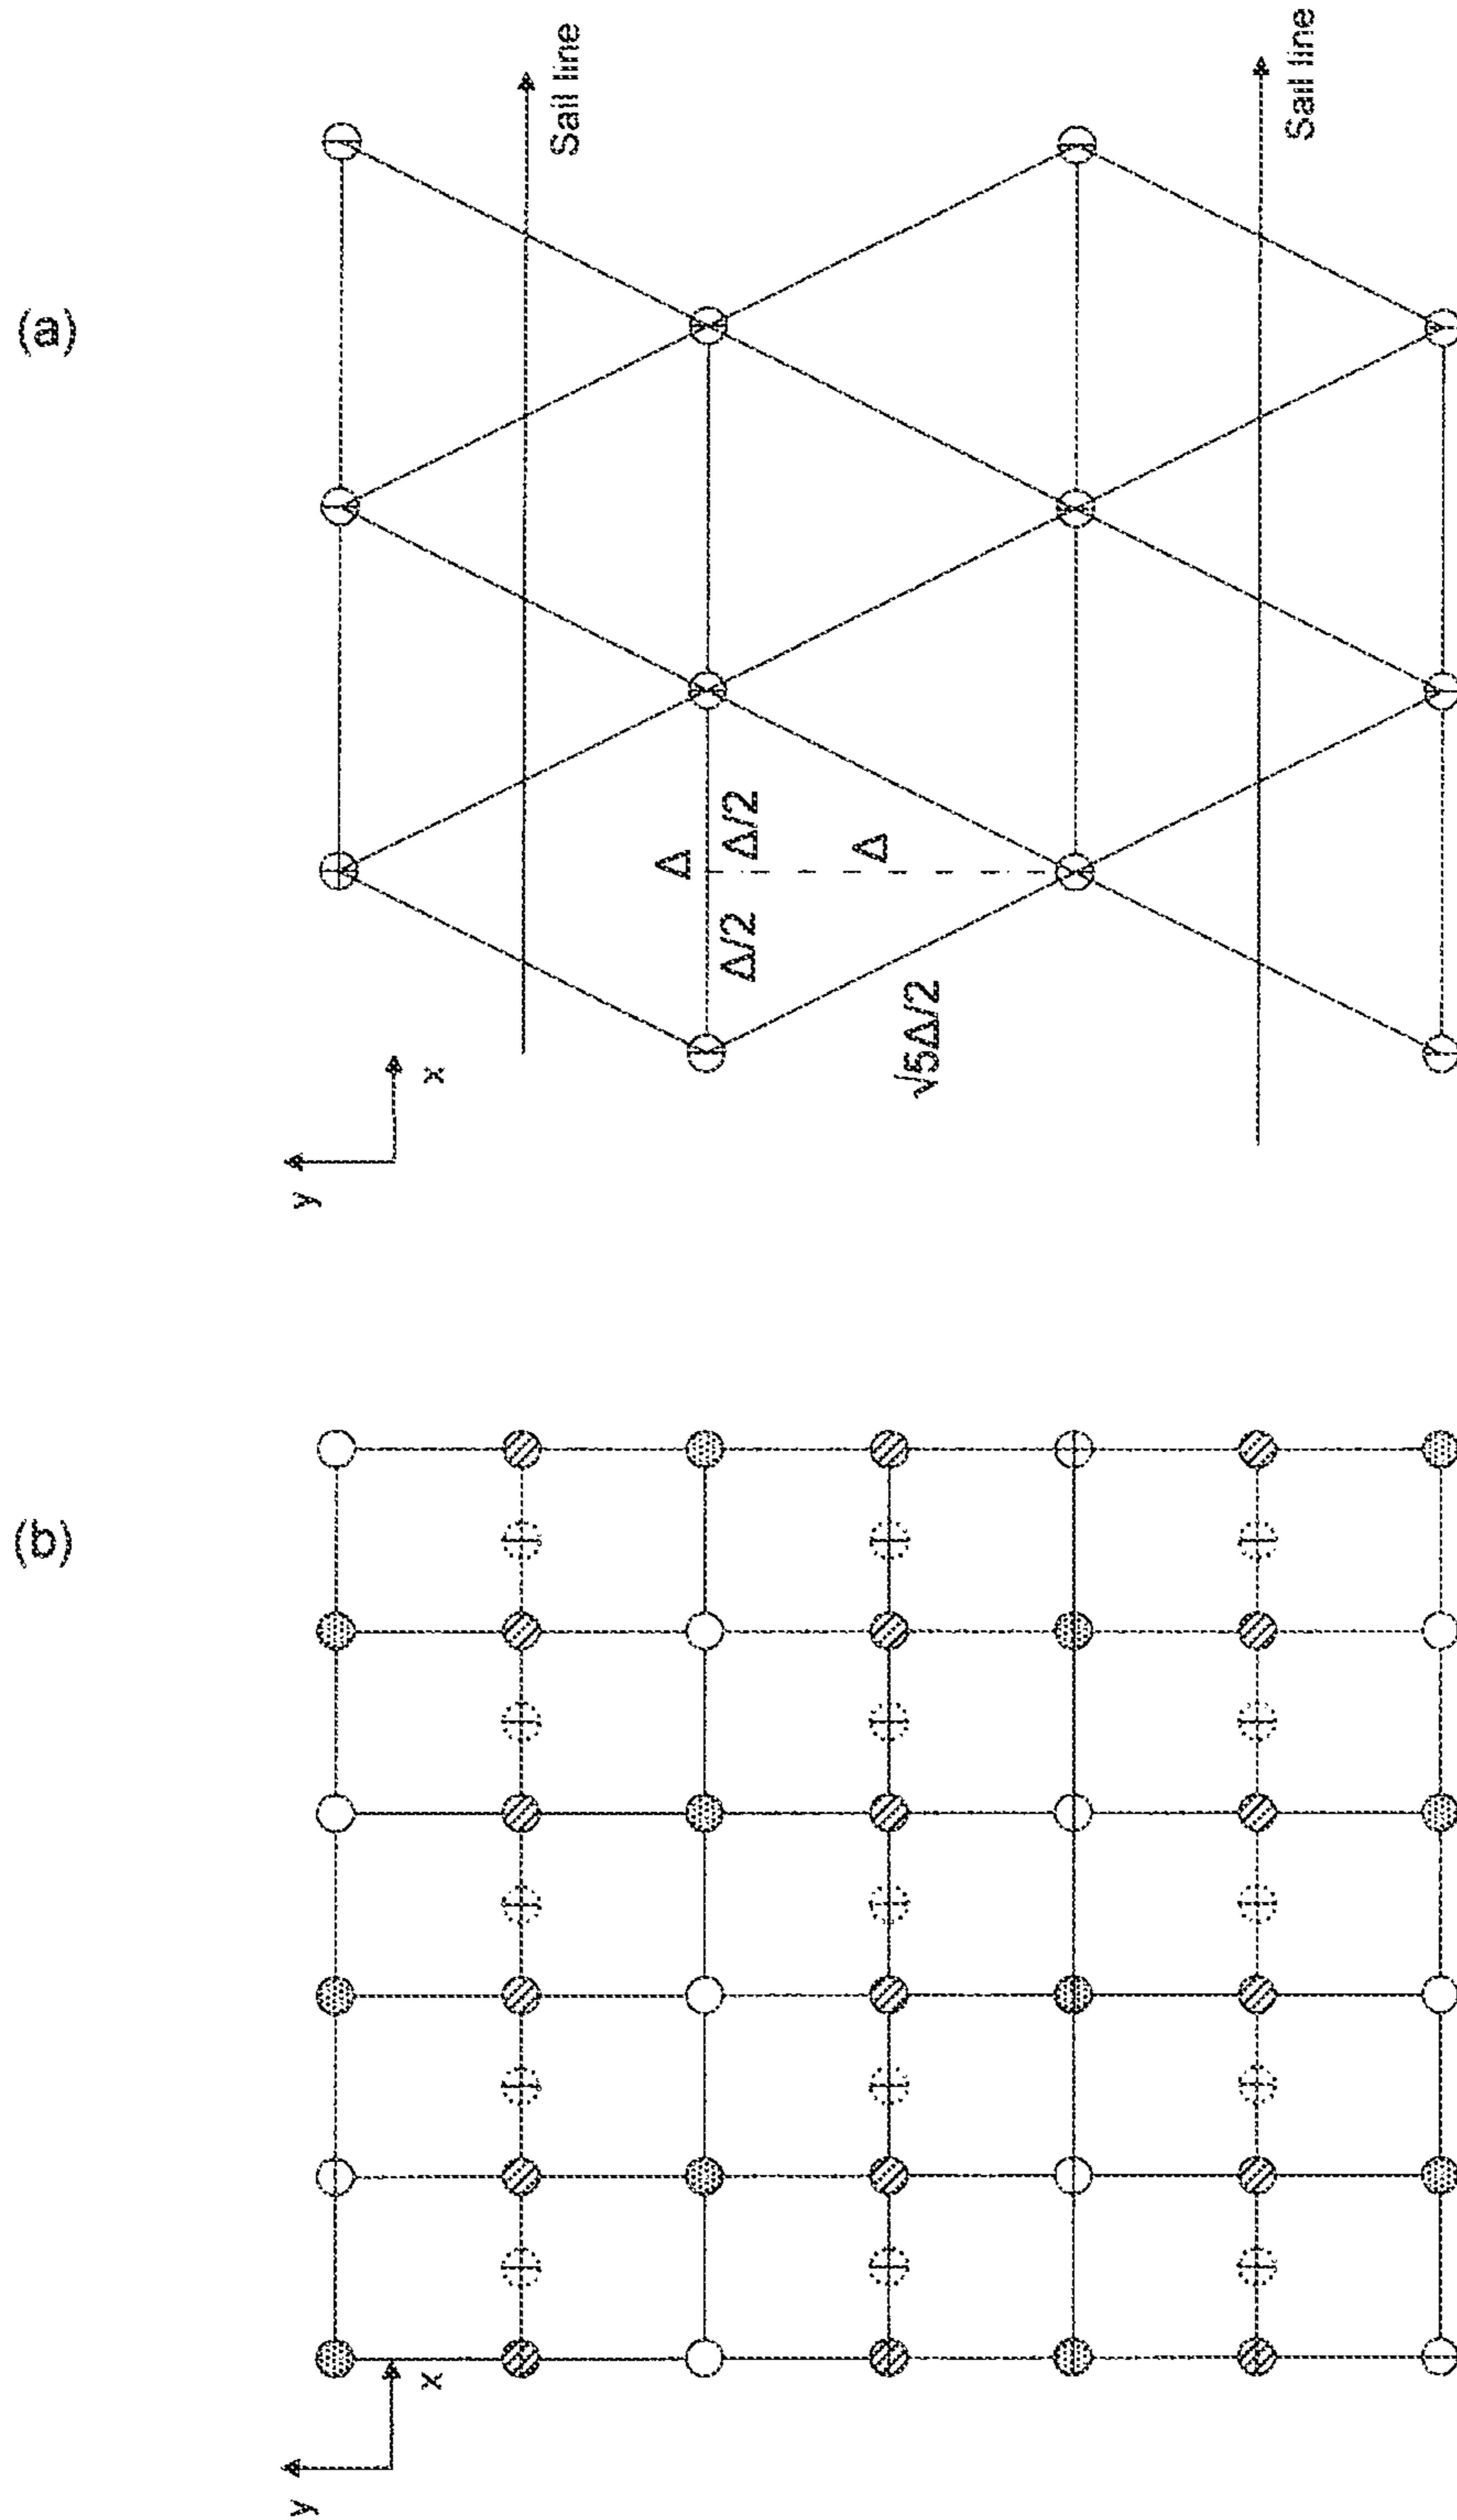 (a)
Sail line
Sail line
Δ
Δ/2
Δ/2
Δ
√5Δ/2
y
x
(b)
y
x